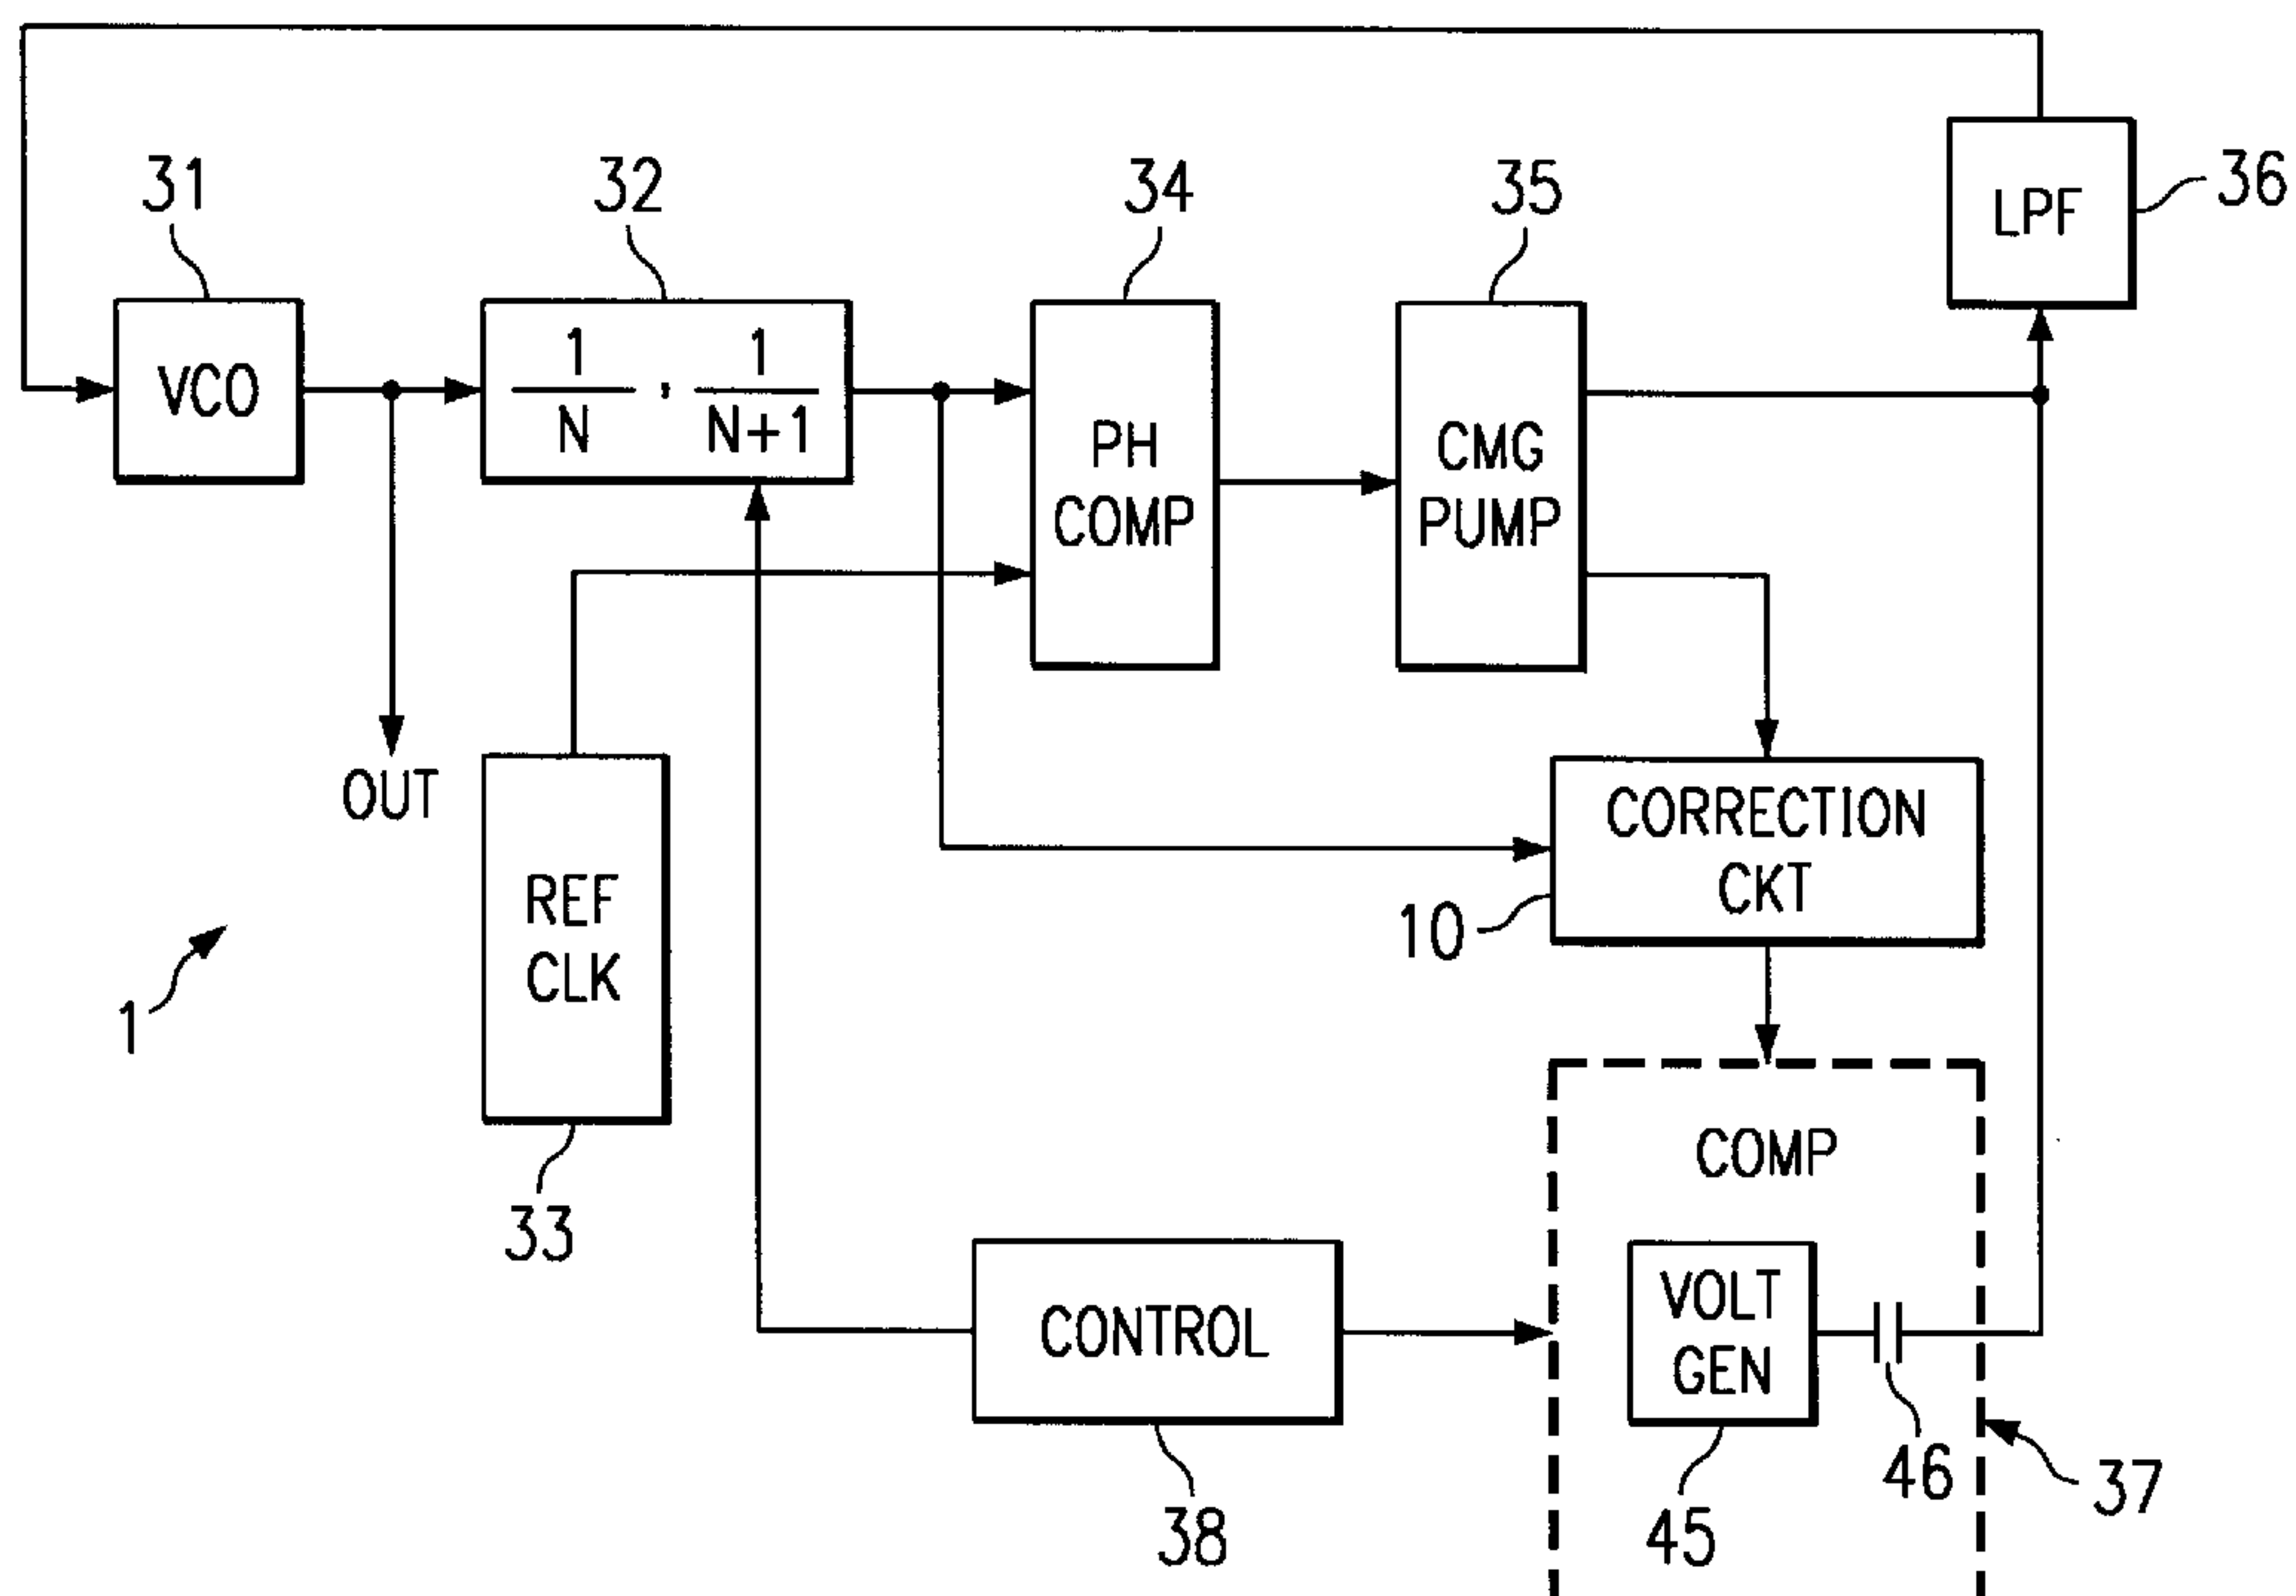 31
32
34
35
36
LPF
VCO
1
N
,
1
N+1
PH
COMP
CMG
PUMP
OUT
CORRECTION
CKT
10
REF
CLK
1
33
COMP
CONTROL
VOLT
GEN
38
45
46
37